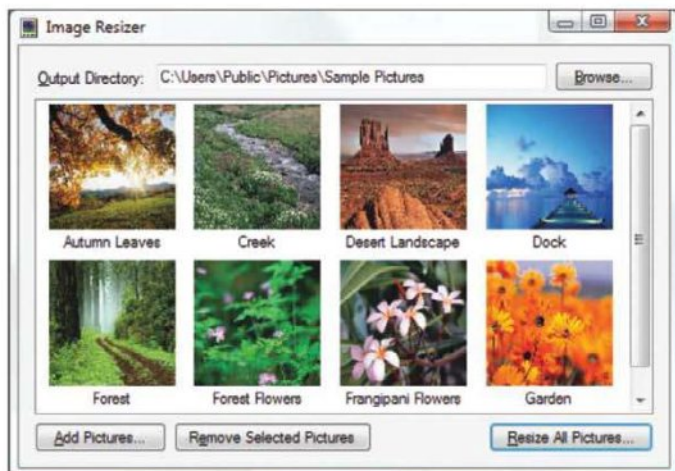 Image Resizer
Output Directory: C:\Users\Public\Pictures\Sample Pictures Browse...
Autumn Leaves Creek Desert Landscape Dock
Forest Forest Flowers Frangipani Flowers Garden
Add Pictures... Remove Selected Pictures Resize All Pictures...